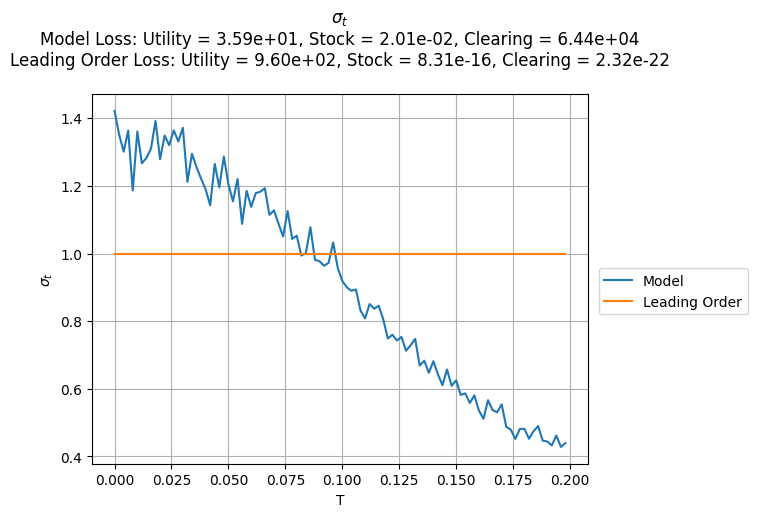 σₜ
Model Loss: Utility = 3.59e+01, Stock = 2.01e-02, Clearing = 6.44e+04
Leading Order Loss: Utility = 9.60e+02, Stock = 8.31e-16, Clearing = 2.32e-22
1.4
1.2
1.0
0.8
0.6
0.4
σₜ
0.000 0.025 0.050 0.075 0.100 0.125 0.150 0.175 0.200
T
Model
Leading Order